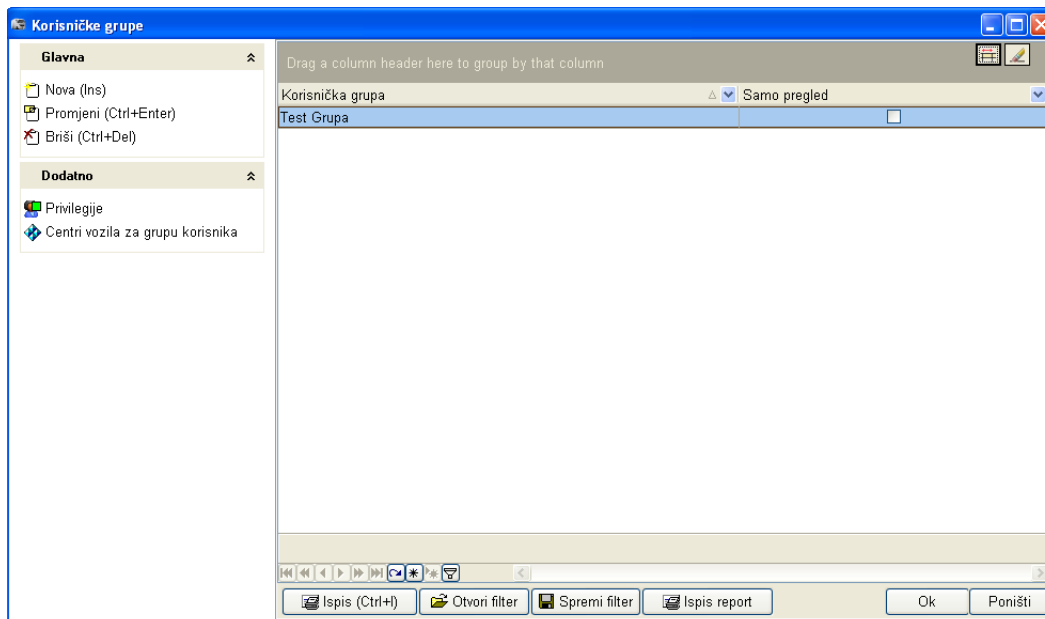 Korisničke grupe
Glavna
Nova (Ins)
Promjeni (Ctrl+Enter)
Briši (Ctrl+Del)
Dodatno
Privilegije
Centri vozila za grupu korisnika
Drag a column header here to group by that column
Korisnička grupa Samo pregled
Test Grupa
Ispis (Ctrl+I) Otvori filter Spremi filter Ispis report Ok Poništi